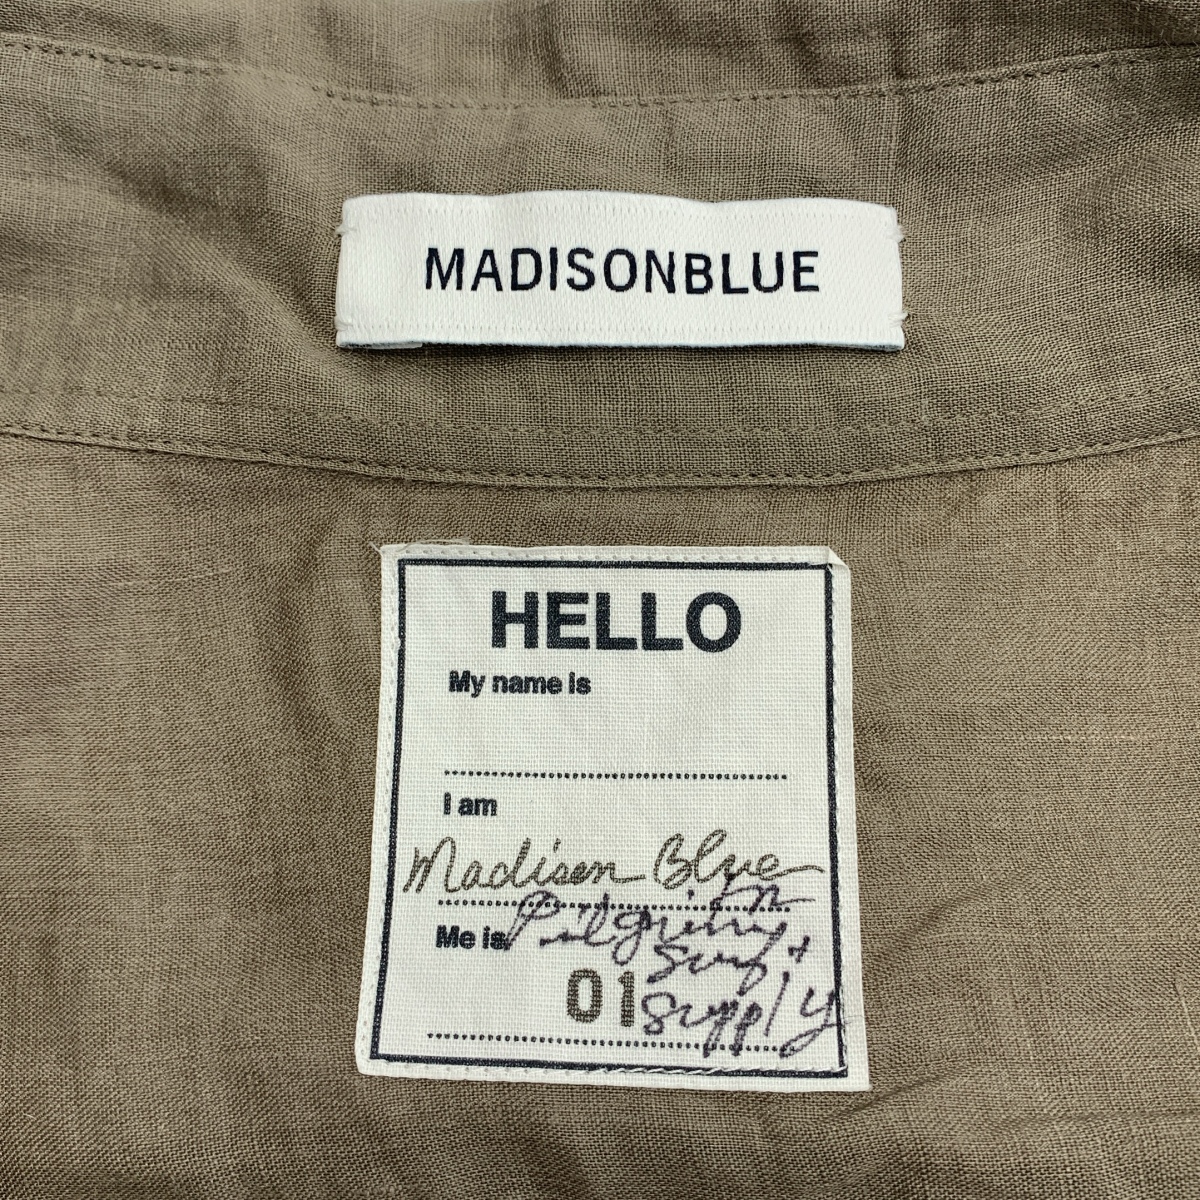 MADISONBLUE
HELLO
My name is
I am
Madison Blue
Me is
Pilgrim
Surf +
01
Supply